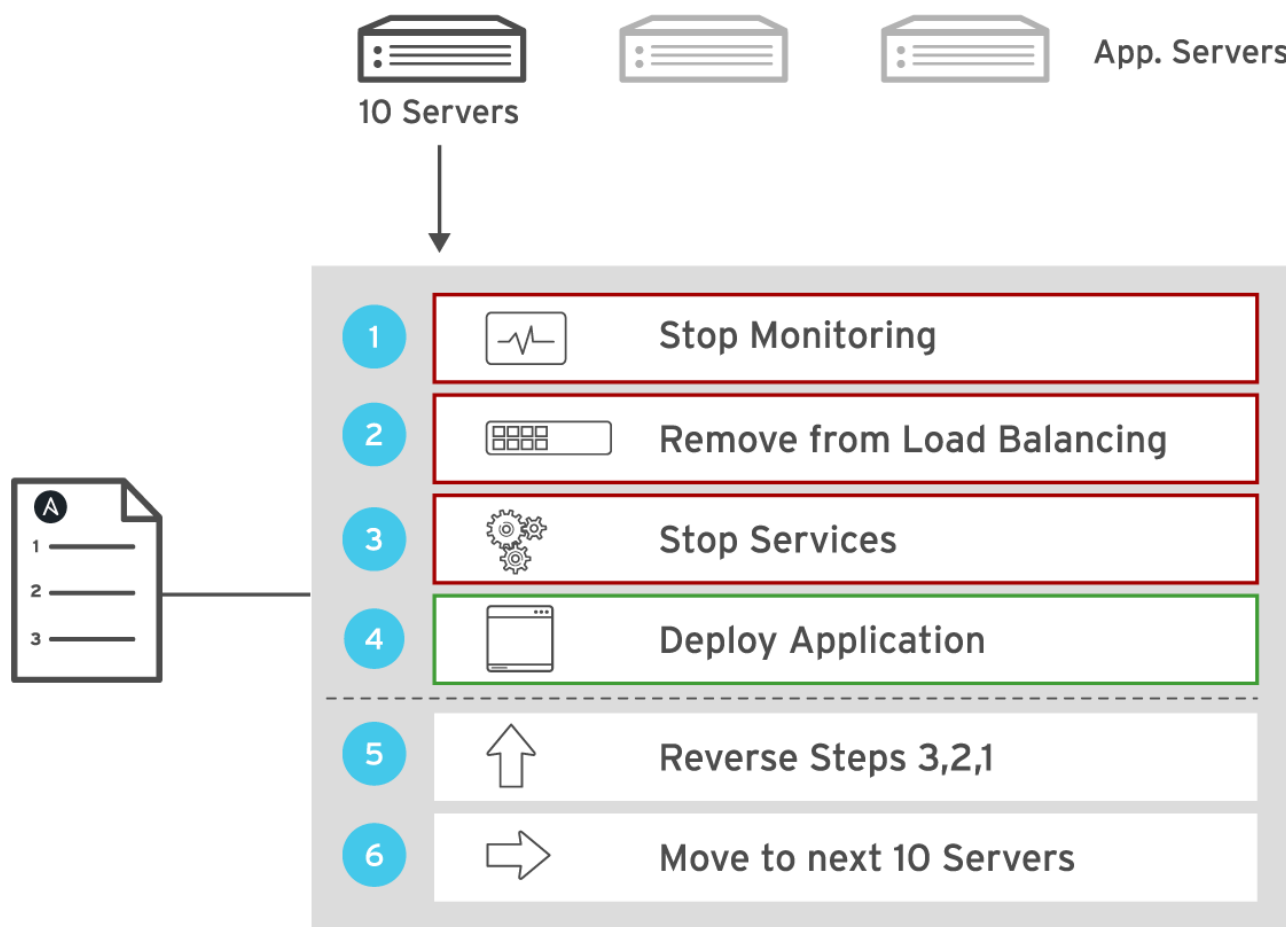 App. Servers
10 Servers
1 Stop Monitoring
2 Remove from Load Balancing
3 Stop Services
4 Deploy Application
5 Reverse Steps 3,2,1
6 Move to next 10 Servers
A
1
2
3